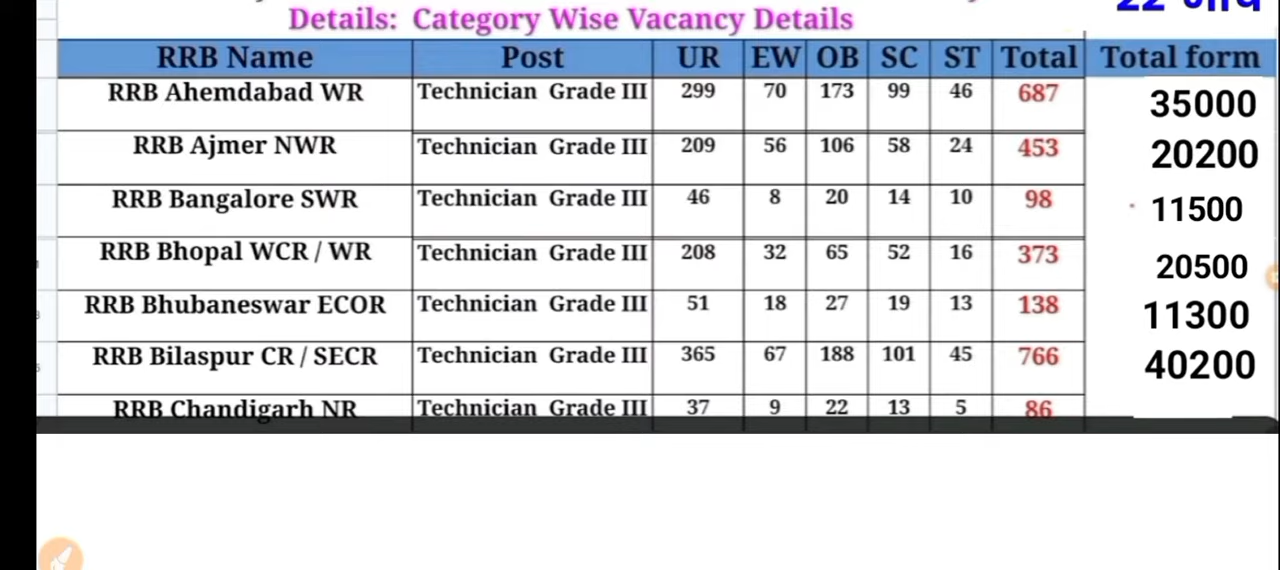 Details: Category Wise Vacancy Details
RRB Name Post UR EW OB SC ST Total Total form
RRB Ahemdabad WR Technician Grade III 299 70 173 99 46 687 35000
RRB Ajmer NWR Technician Grade III 209 56 106 58 24 453 20200
RRB Bangalore SWR Technician Grade III 46 8 20 14 10 98 11500
RRB Bhopal WCR / WR Technician Grade III 208 32 65 52 16 373 20500
RRB Bhubaneswar ECOR Technician Grade III 51 18 27 19 13 138 11300
RRB Bilaspur CR / SECR Technician Grade III 365 67 188 101 45 766 40200
RRB Chandigarh NR Technician Grade III 37 9 22 13 5 86